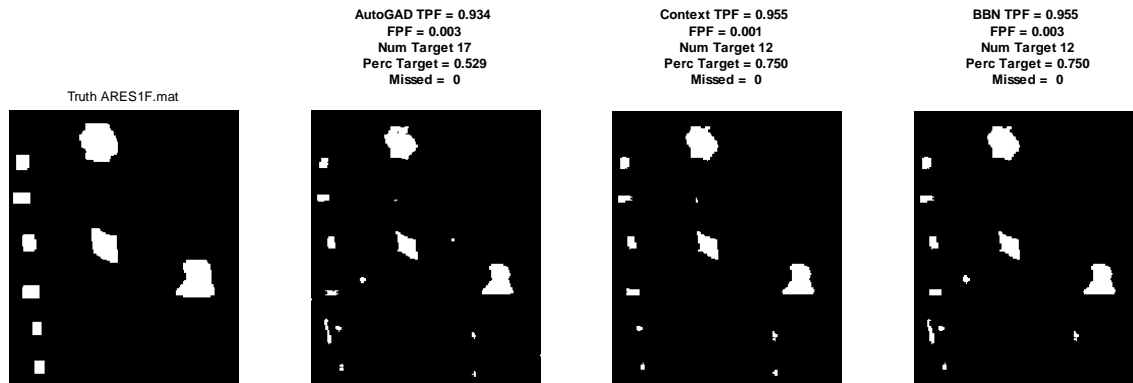 AutoGAD TPF = 0.934
FPF = 0.003
Num Target 17
Perc Target = 0.529
Missed = 0
Context TPF = 0.955
FPF = 0.001
Num Target 12
Perc Target = 0.750
Missed = 0
BBN TPF = 0.955
FPF = 0.003
Num Target 12
Perc Target = 0.750
Missed = 0
Truth ARES1F.mat